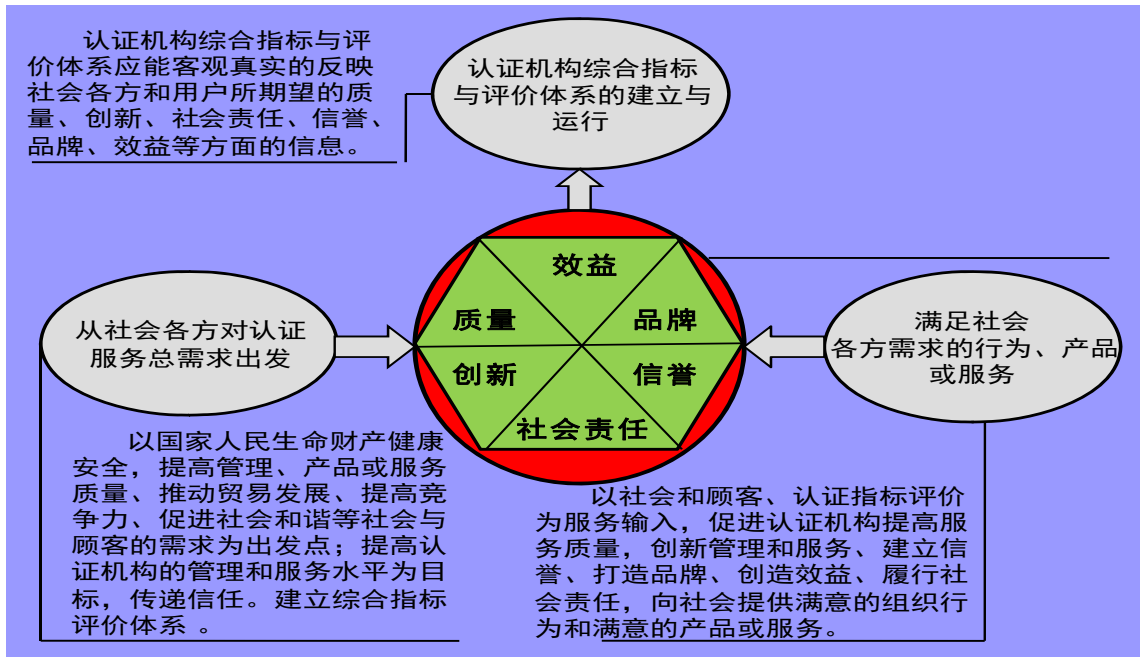 认证机构综合指标与评
价体系应能客观真实的反映
社会各方和用户所期望的质
量、创新、社会责任、信誉、
品牌、效益等方面的信息。
认证机构综合指标
与评价体系的建立与
运行
效益
质量
品牌
创新
信誉
社会责任
从社会各方对认证
服务总需求出发
满足社会
各方需求的行为、产品
或服务
以国家人民生命财产健康
安全，提高管理、产品或服务
质量、推动贸易发展、提高竞
争力、促进社会和谐等社会与
顾客的需求为出发点；提高认
证机构的管理和服务水平为目
标，传递信任。建立综合指标
评价体系 。
以社会和顾客、认证指标评价
为服务输入，促进认证机构提高服
务质量，创新管理和服务、建立信
誉、打造品牌、创造效益、履行社
会责任，向社会提供满意的组织行
为和满意的产品或服务。